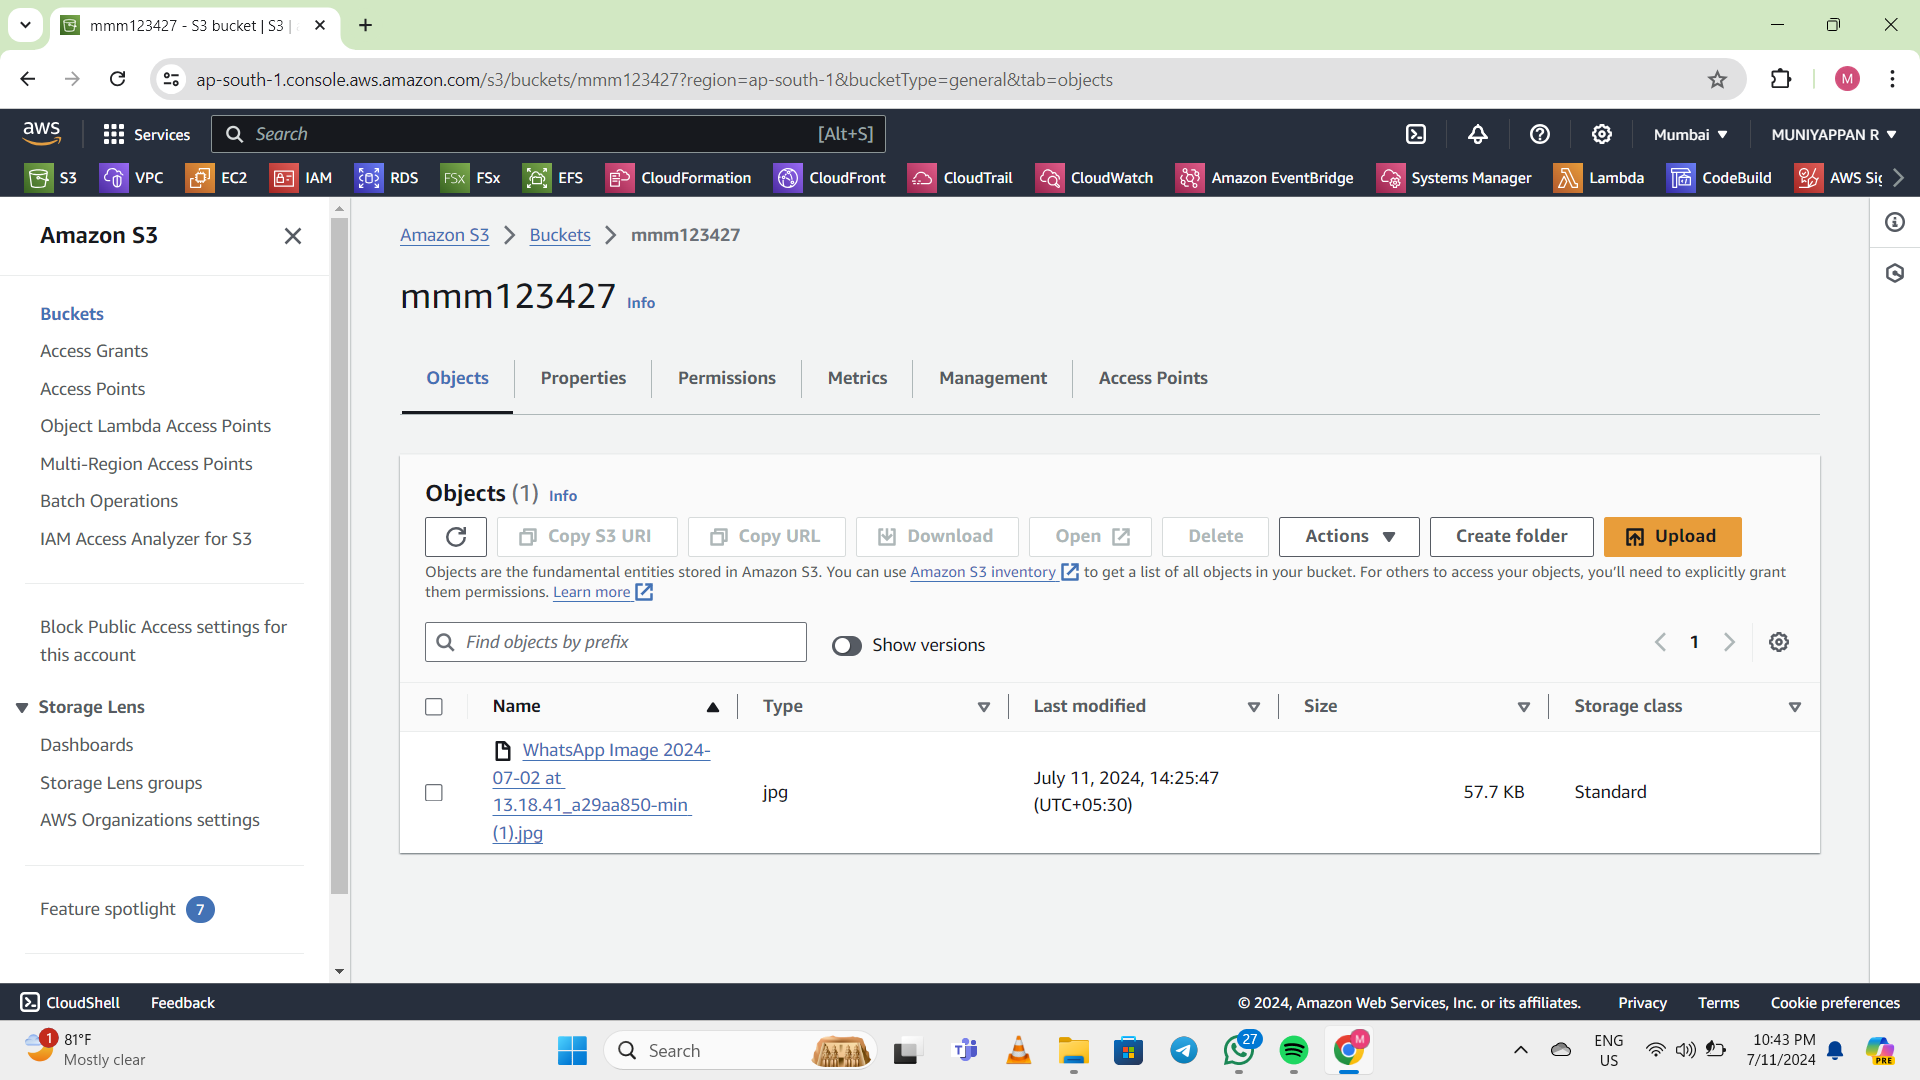 mmm123427 - S3 bucket | S3 |
ap-south-1.console.aws.amazon.com/s3/buckets/mmm123427?region=ap-south-1&bucketType=general&tab=objects
M
aws
Services
Search
[Alt+S]
Mumbai
MUNIYAPPAN R
S3
VPC
EC2
IAM
RDS
FSx
FSx
EFS
CloudFormation
CloudFront
CloudTrail
CloudWatch
Amazon EventBridge
Systems Manager
Lambda
CodeBuild
AWS Sig
Amazon S3
Buckets
Access Grants
Access Points
Object Lambda Access Points
Multi-Region Access Points
Batch Operations
IAM Access Analyzer for S3
Block Public Access settings for
this account
Storage Lens
Dashboards
Storage Lens groups
AWS Organizations settings
Feature spotlight 7
Amazon S3 > Buckets > mmm123427
mmm123427 Info
Objects
Properties
Permissions
Metrics
Management
Access Points
Objects (1) Info
Copy S3 URI
Copy URL
Download
Open
Delete
Actions
Create folder
Upload
Objects are the fundamental entities stored in Amazon S3. You can use Amazon S3 inventory to get a list of all objects in your bucket. For others to access your objects, you'll need to explicitly grant
them permissions. Learn more
Find objects by prefix
Show versions
1
Name
Type
Last modified
Size
Storage class
WhatsApp Image 2024-
07-02 at
13.18.41_a29aa850-min
(1).jpg
jpg
July 11, 2024, 14:25:47
(UTC+05:30)
57.7 KB
Standard
CloudShell
Feedback
© 2024, Amazon Web Services, Inc. or its affiliates.
Privacy
Terms
Cookie preferences
1
81°F
Mostly clear
Search
27
M
ENG
US
10:43 PM
7/11/2024
PRE